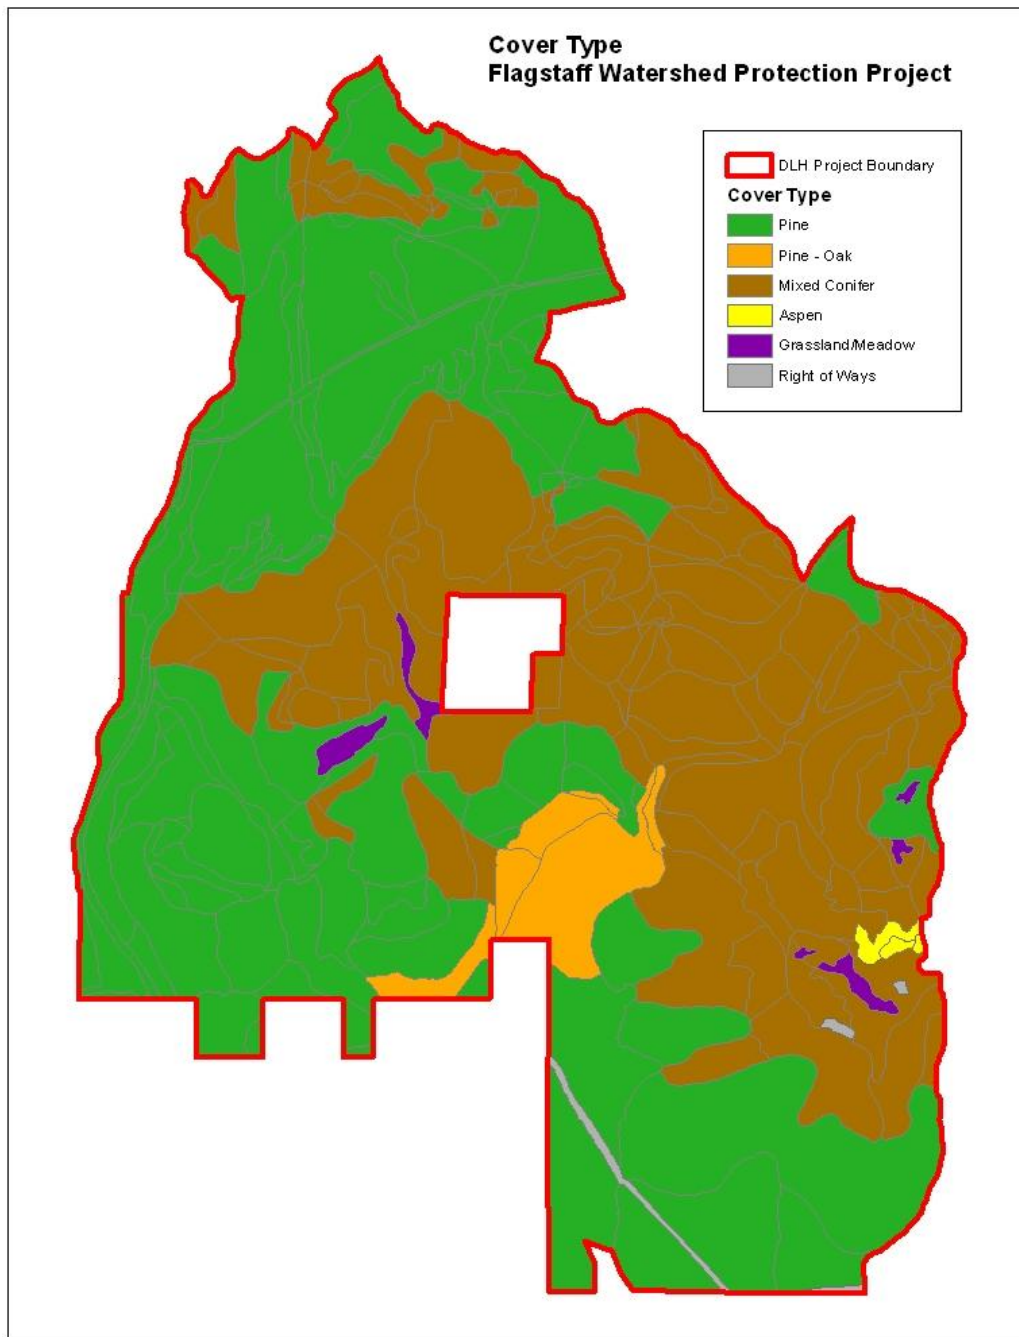 Cover Type
Flagstaff Watershed Protection Project
DLH Project Boundary
Cover Type
Pine
Pine - Oak
Mixed Conifer
Aspen
Grassland/Meadow
Right of Ways